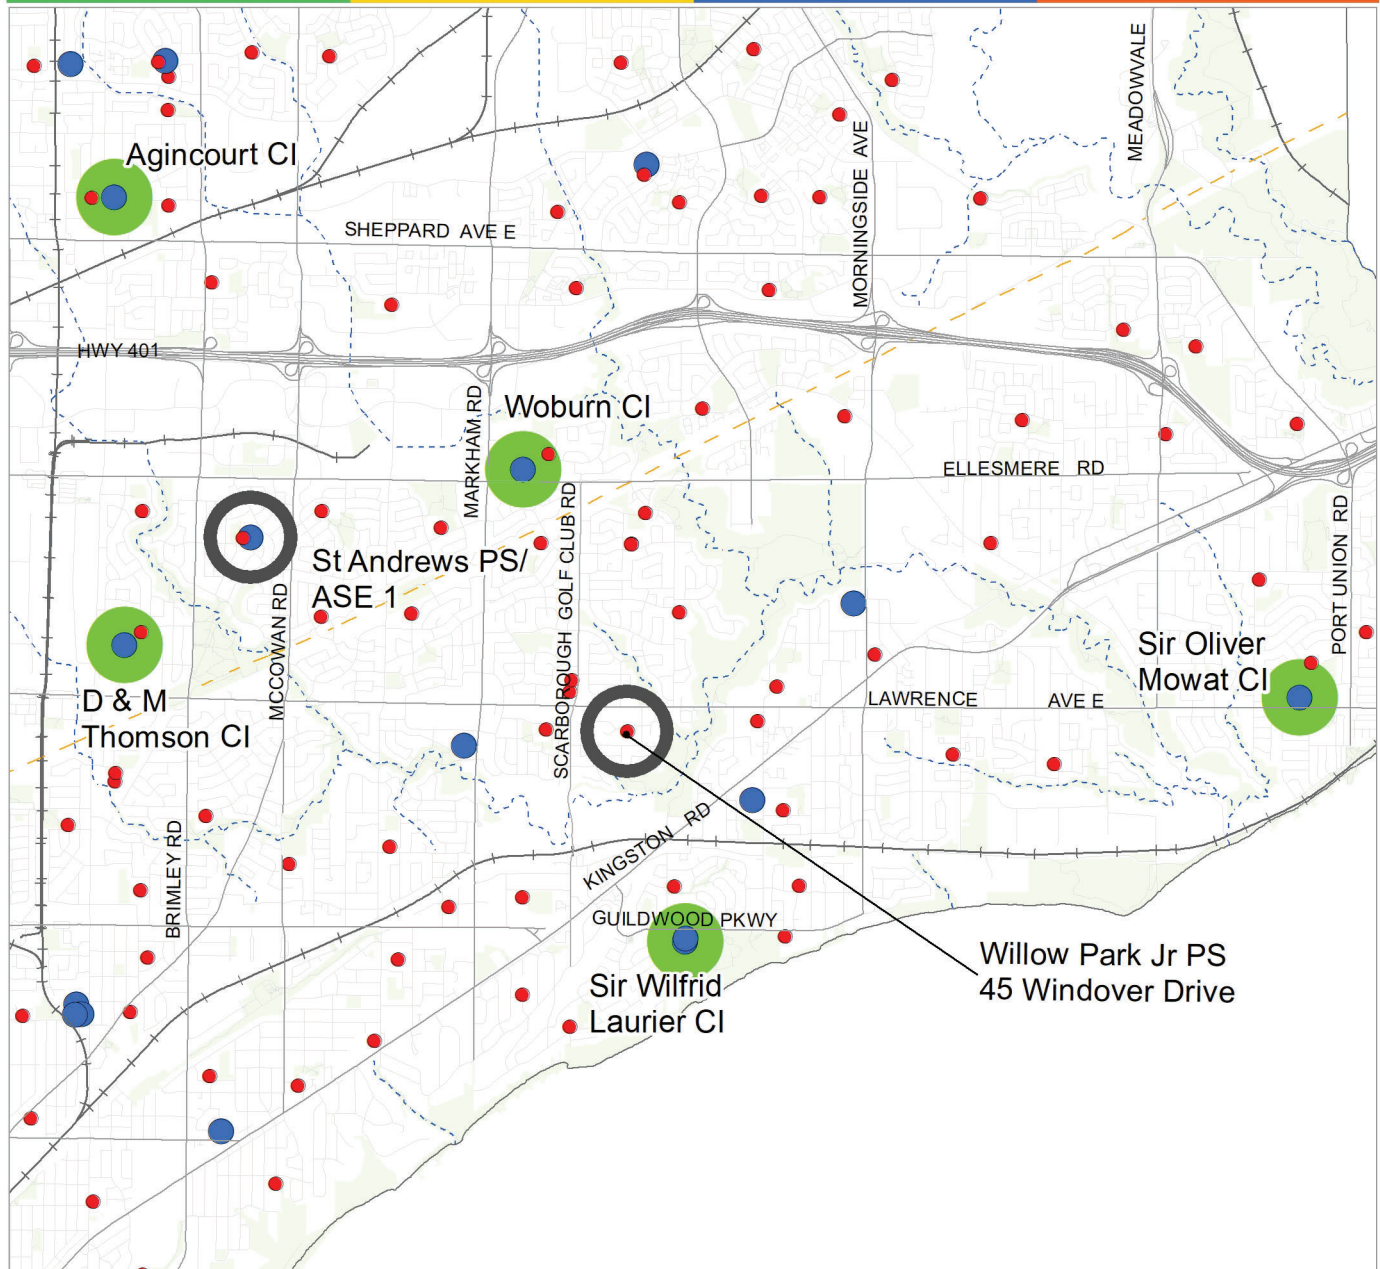 MEADOWVALE
Agincourt CI
MORNINGSIDE AVE
SHEPPARD AVE E
HWY 401
Woburn CI
MARKHAM RD
ELLESMERE RD
SCARBOROUGH GOLF CLUB RD
PORT UNION RD
St Andrews PS/
ASE 1
MCCOWAN RD
Sir Oliver
Mowat CI
D & M
Thomson CI
LAWRENCE AVE E
KINGSTON RD
BRIMLEY RD
GUILDWOOD PKWY
Willow Park Jr PS
45 Windover Drive
Sir Wilfrid
Laurier CI